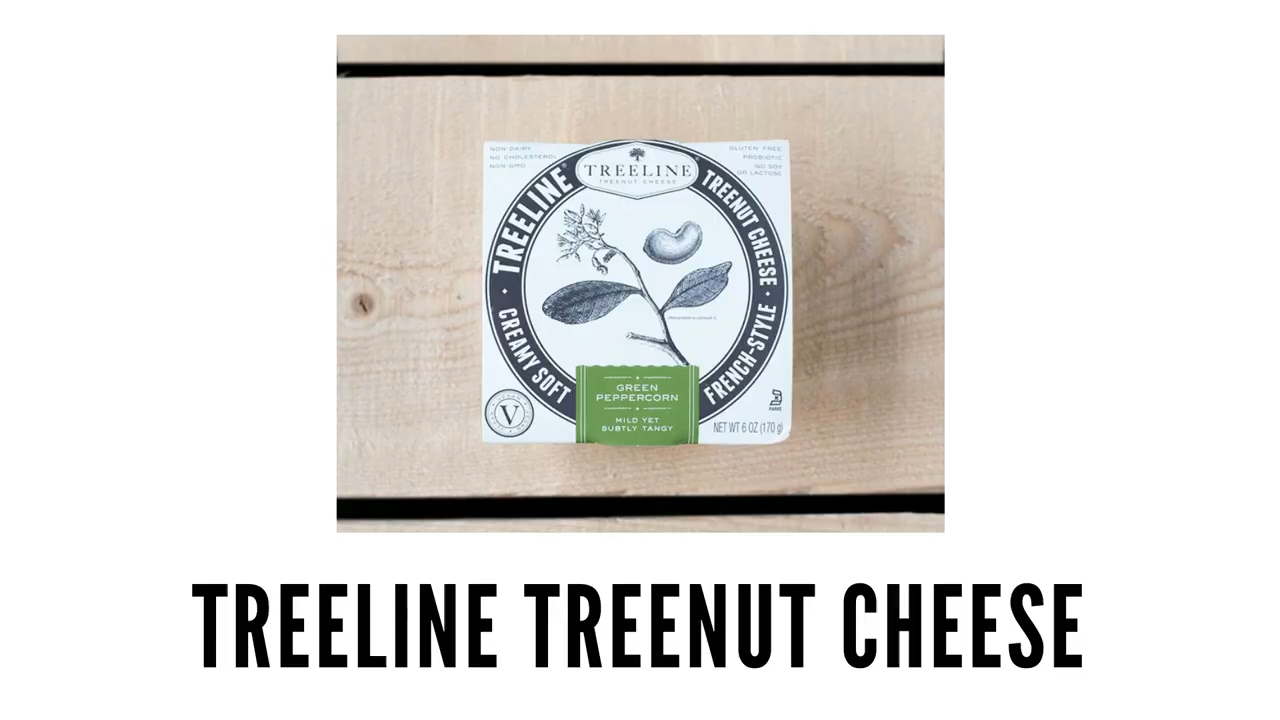 NON-DAIRY
NO CHOLESTEROL
NON-GMO
GLUTEN FREE
PROBIOTIC
NO SOY
OR LACTOSE
TREELINE
TREENUT CHEESE
TREELINE®
TREENUT CHEESE
CREAMY SOFT
FRENCH-STYLE
GREEN
PEPPERCORN
MILD YET
SUBTLY TANGY
V
PARVE
NET WT 6 OZ (170 g)
TREELINE TREENUT CHEESE